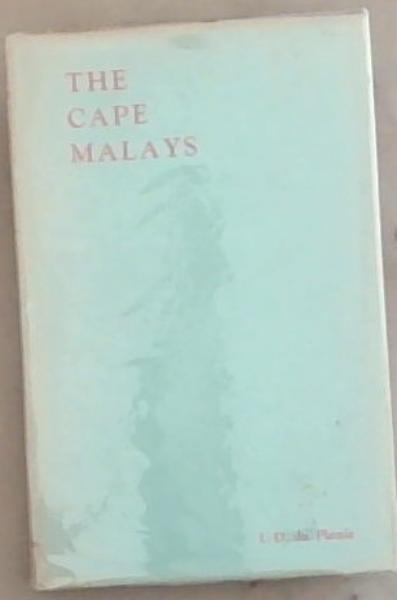 THE
CAPE
MALAYS
I. D. du Plessis